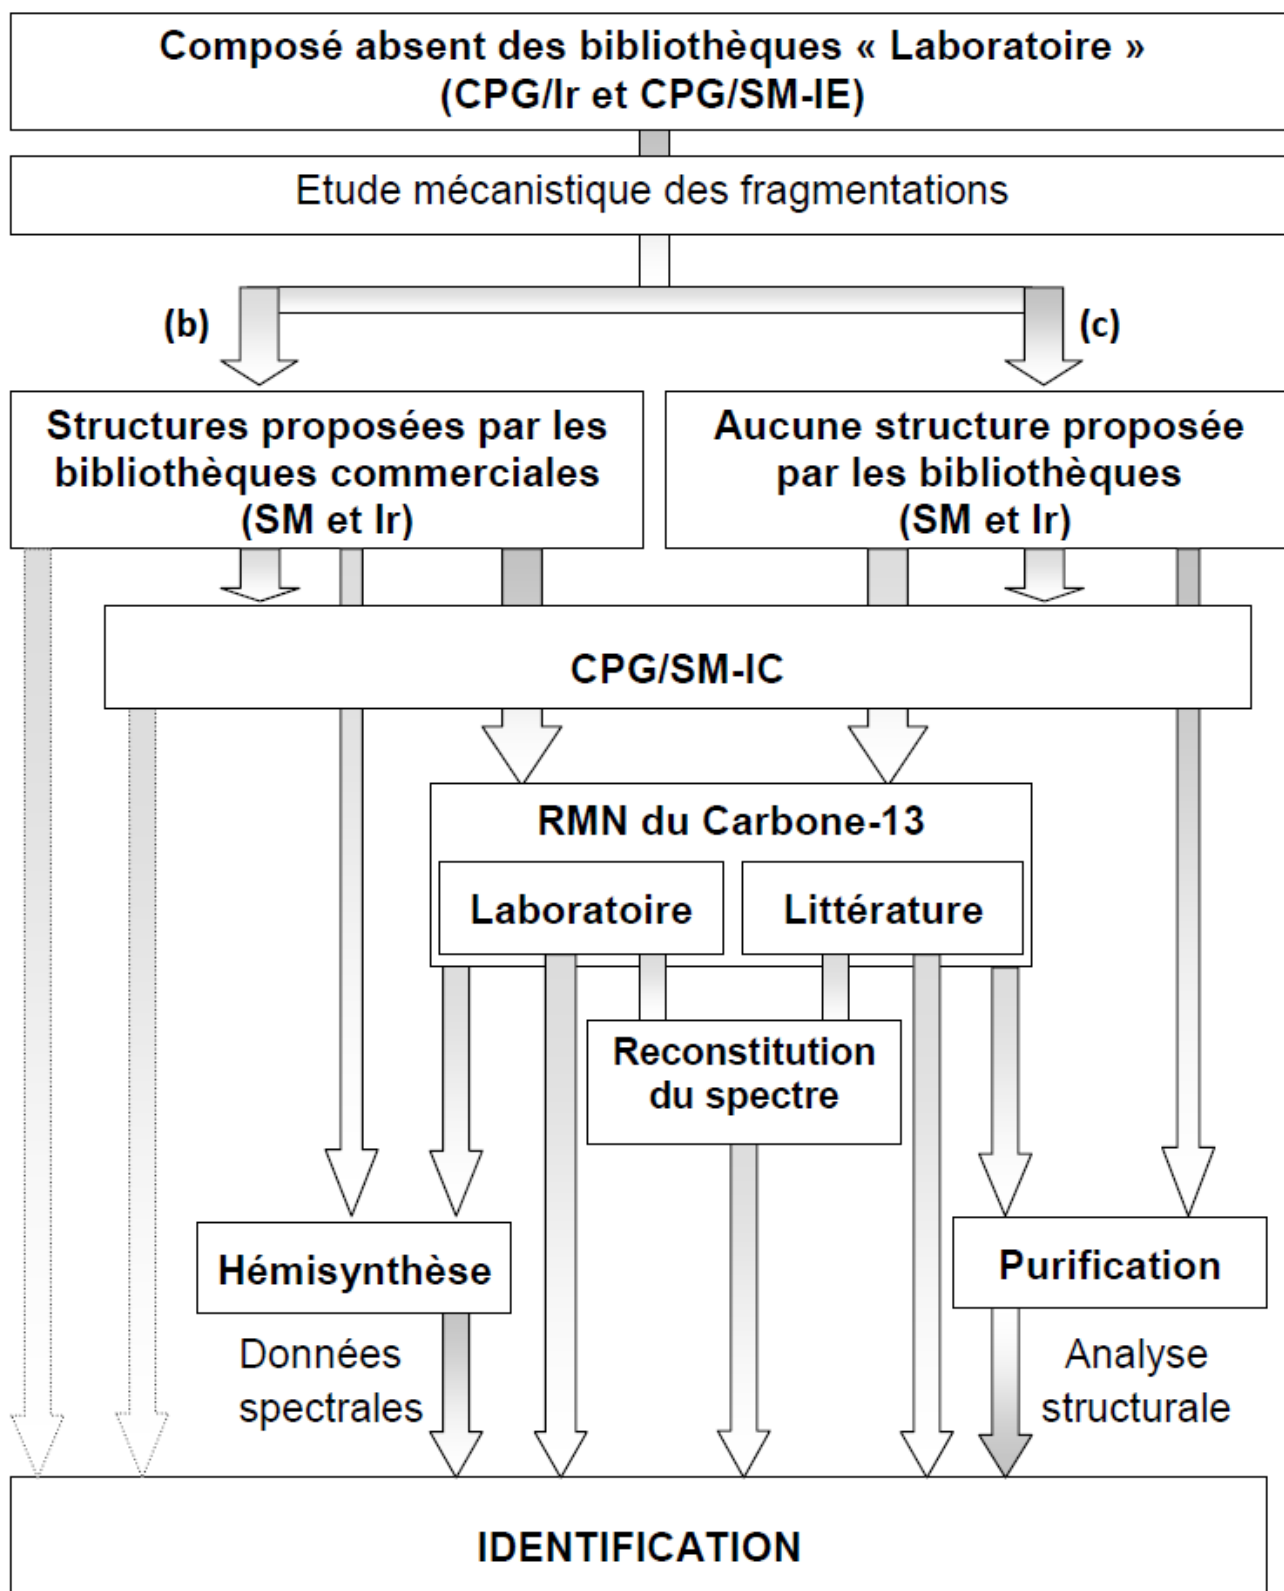 Composé absent des bibliothèques « Laboratoire »
(CPG/Ir et CPG/SM-IE)
Etude mécanistique des fragmentations
(b)
(c)
Structures proposées par les
bibliothèques commerciales
(SM et Ir)
Aucune structure proposée
par les bibliothèques
(SM et Ir)
CPG/SM-IC
RMN du Carbone-13
Laboratoire
Littérature
Reconstitution
du spectre
Hémisynthèse
Purification
Données
spectrales
Analyse
structurale
IDENTIFICATION